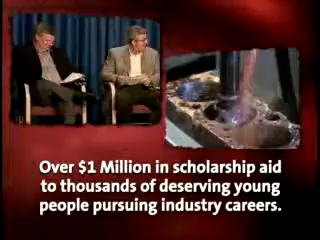 Over $1 Million in scholarship aid
to thousands of deserving young
people pursuing industry careers.